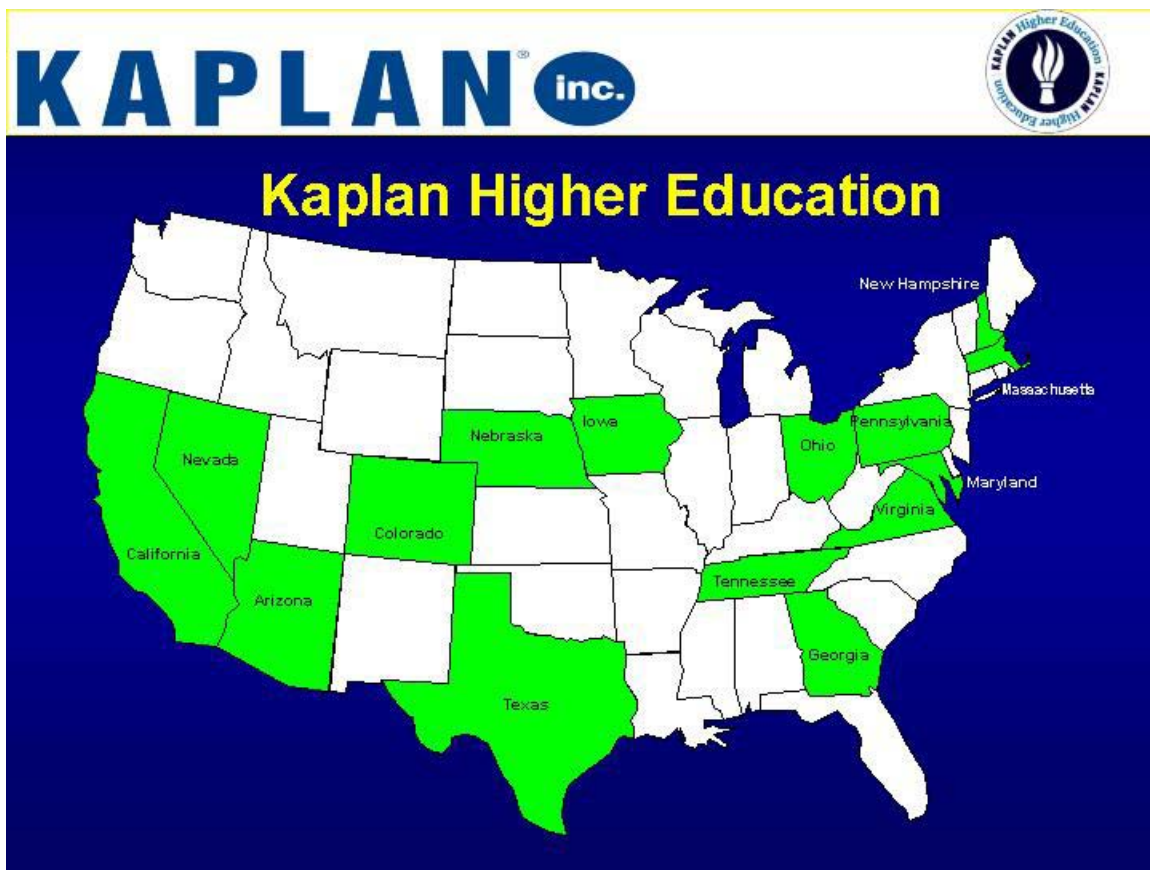 KAPLAN® inc.
KAPLAN Higher Education · KAPLAN Higher Education ·
Kaplan Higher Education
New Hampshire
Massachusetts
Iowa
Pennsylvania
Nebraska
Ohio
Nevada
Maryland
Virginia
Colorado
California
Tennessee
Arizona
Georgia
Texas